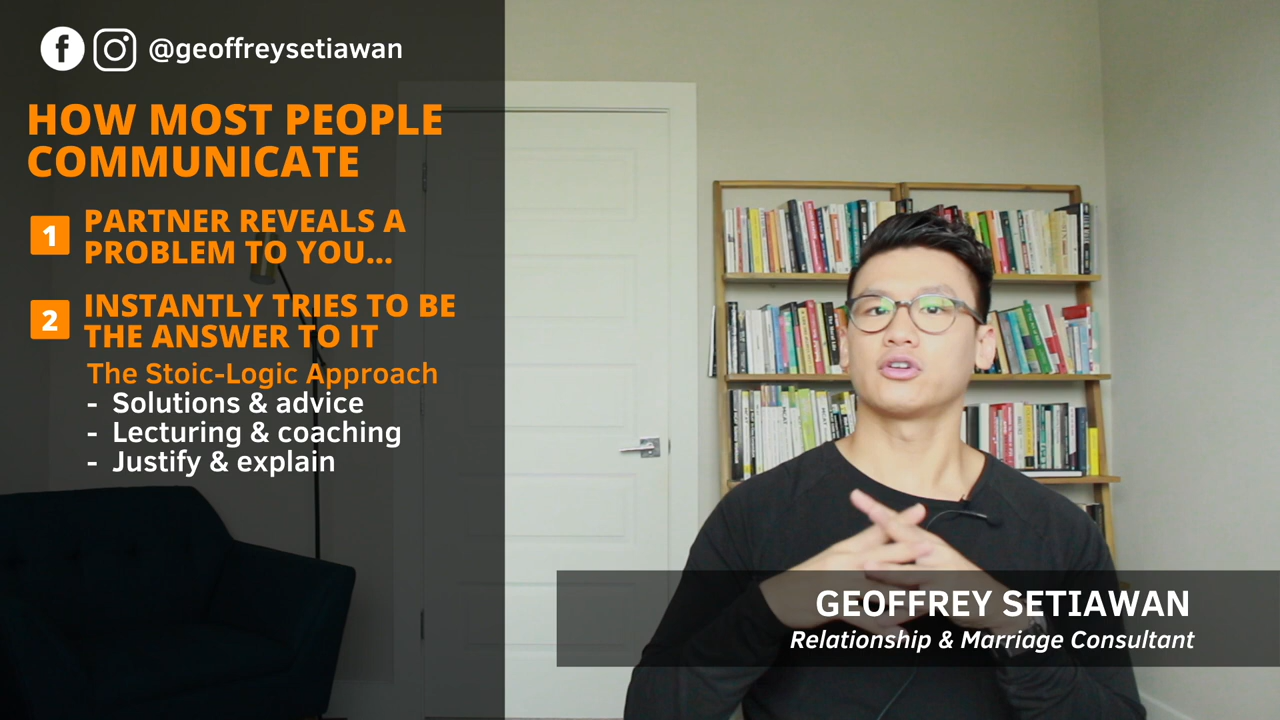 f @geoffreysetiawan
HOW MOST PEOPLE
COMMUNICATE
1 PARTNER REVEALS A
PROBLEM TO YOU...
2 INSTANTLY TRIES TO BE
THE ANSWER TO IT
The Stoic-Logic Approach
- Solutions & advice
- Lecturing & coaching
- Justify & explain
GEOFFREY SETIAWAN
Relationship & Marriage Consultant